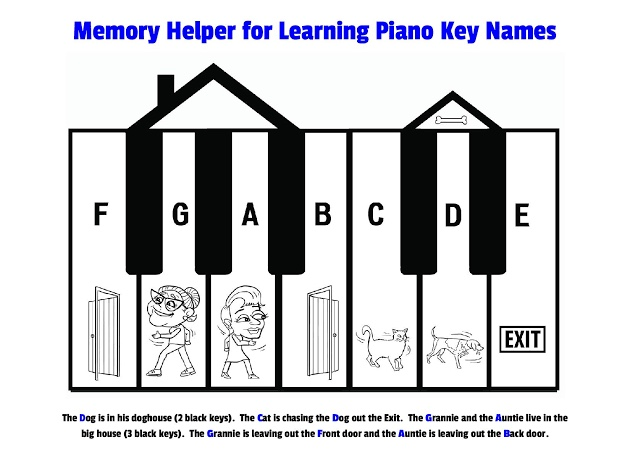 Memory Helper for Learning Piano Key Names
F G A B C D E
EXIT
The Dog is in his doghouse (2 black keys). The Cat is chasing the Dog out the Exit. The Grannie and the Auntie live in the
big house (3 black keys). The Grannie is leaving out the Front door and the Auntie is leaving out the Back door.